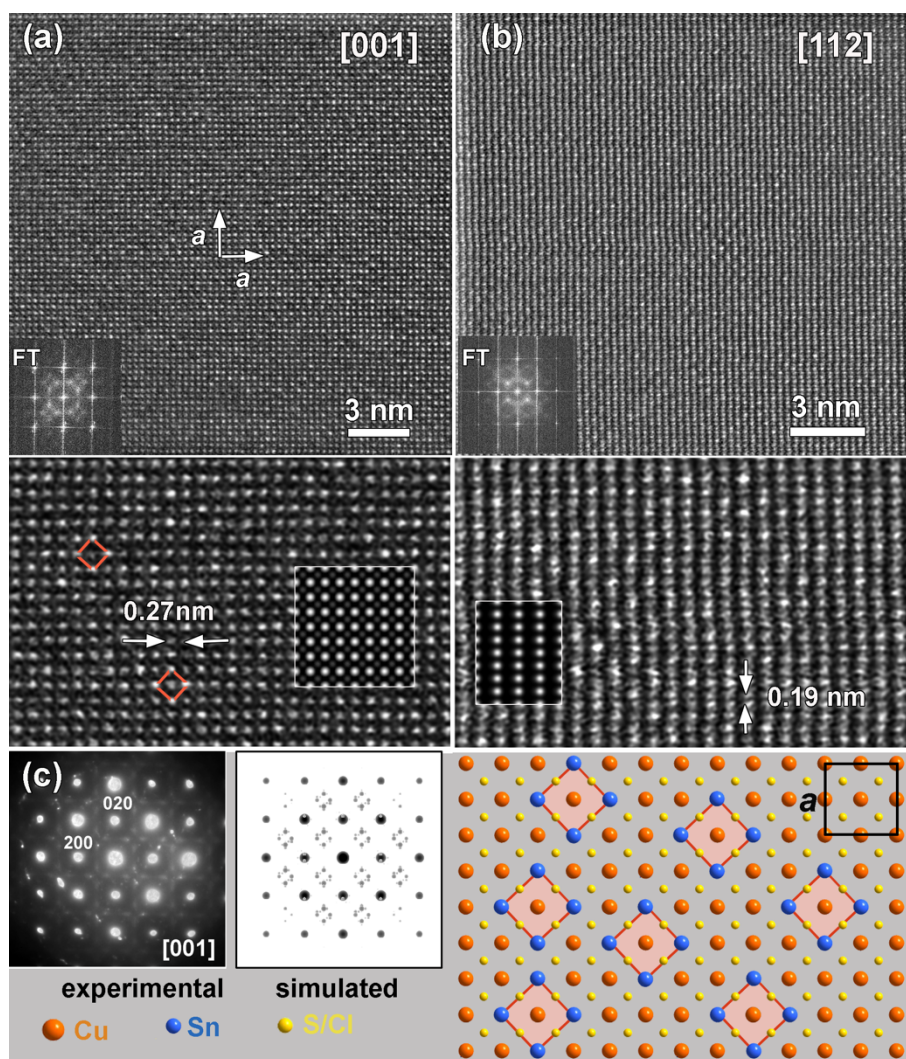 (a)
[001]
a
a
FT
3 nm
(b)
[112]
FT
3 nm
0.27nm
0.19 nm
(c)
020
200
[001]
experimental
simulated
Cu
Sn
S/Cl
a